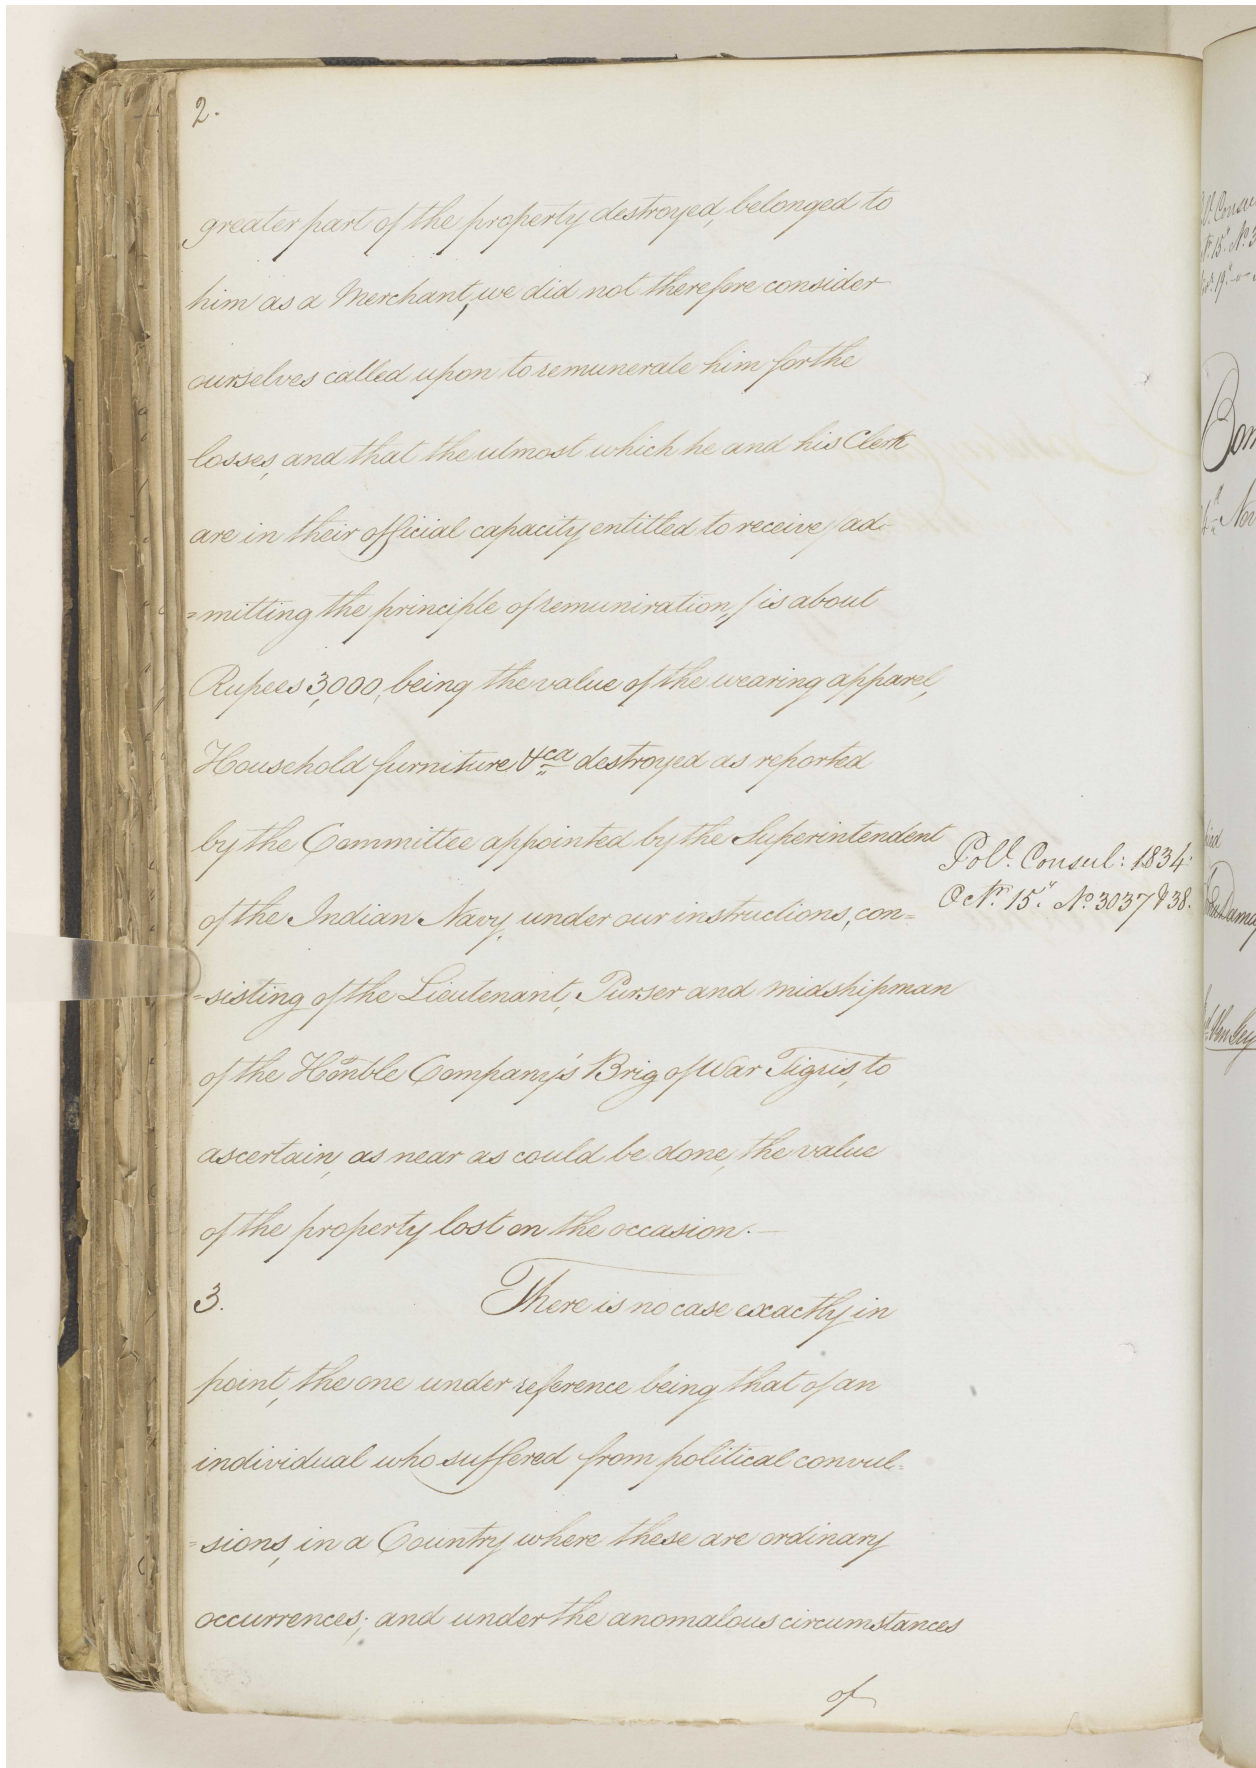 2.
greater part of the property destroyed, belonged to
him as a Merchant, we did not therefore consider
ourselves called upon to remunerate him for the
losses, and that the utmost which he and his Clerk
are in their official capacity entitled to receive /ad-
=mitting the principle of remuniration,/ is about
Rupees 3,000, being the value of the wearing apparel,
Household furniture &ca destroyed as reported
by the Committee appointed by the Superintendent
Poll. Consul: 1834:
Octr. 15". No. 3037 & 38.
of the Indian Navy, under our instructions, con=
=sisting of the Lieutenant, Purser and midshipman
of the Honble Company's Brig of War Tigris, to
ascertain, as near as could be done, the value
of the property lost on the occasion.—
3. There is no case exactly in
point, the one under reference being that of an
individual who suffered from political convul-
=sions, in a Country where these are ordinary
occurrences; and under the anomalous circumstances
of